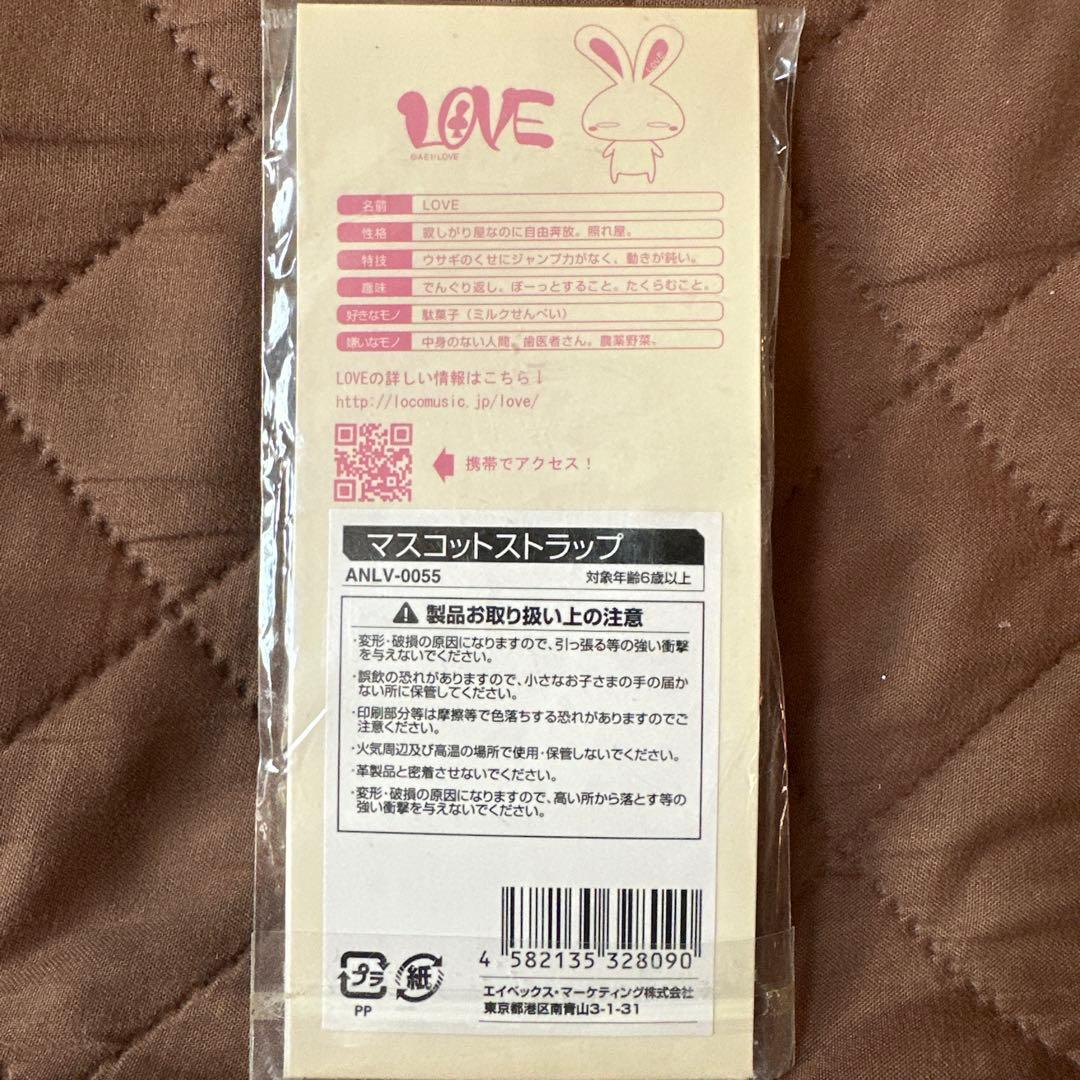 LOVE
LOVE
©AEI/LOVE
名前 LOVE
性格 寂しがり屋なのに自由奔放。照れ屋。
特技 ウサギのくせにジャンプ力がなく、動きが鈍い。
趣味 でんぐり返し。ぼーっとすること。たくらむこと。
好きなモノ 駄菓子（ミルクせんべい）
嫌いなモノ 中身のない人間。歯医者さん。農薬野菜。
LOVEの詳しい情報はこちら！
http://locomusic.jp/love/
携帯でアクセス！
マスコットストラップ
ANLV-0055 対象年齢6歳以上
製品お取り扱い上の注意
・変形・破損の原因になりますので、引っ張る等の強い衝撃
を与えないでください。
・誤飲の恐れがありますので、小さなお子さまの手の届か
ない所に保管してください。
・印刷部分等は摩擦等で色落ちする恐れがありますのでご
注意ください。
・火気周辺及び高温の場所で使用・保管しないでください。
・革製品と密着させないでください。
・変形・破損の原因になりますので、高い所から落とす等の
強い衝撃を与えないでください。
4 582135 328090
プラ 紙
PP
エイベックス・マーケティング株式会社
東京都港区南青山3-1-31